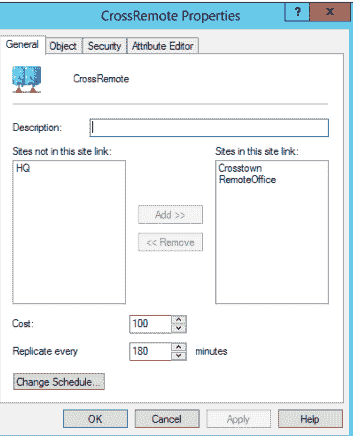 CrossRemote Properties
? x
General Object Security Attribute Editor
CrossRemote
Description:
Sites not in this site link: Sites in this site link:
HQ Crosstown
RemoteOffice
Add >>
<< Remove
Cost: 100
Replicate every 180 minutes
Change Schedule...
OK Cancel Apply Help